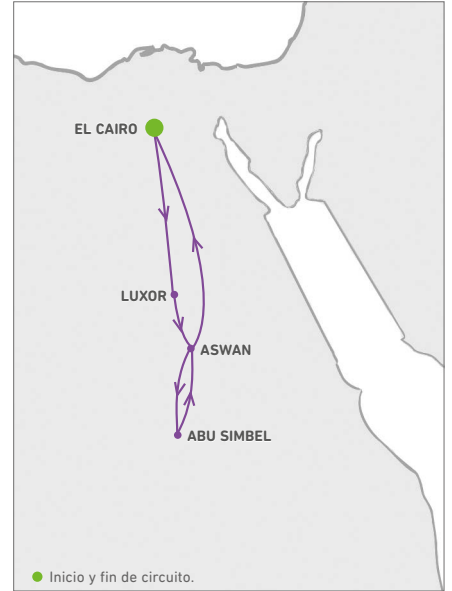 EL CAIRO
LUXOR
ASWAN
ABU SIMBEL
Inicio y fin de circuito.